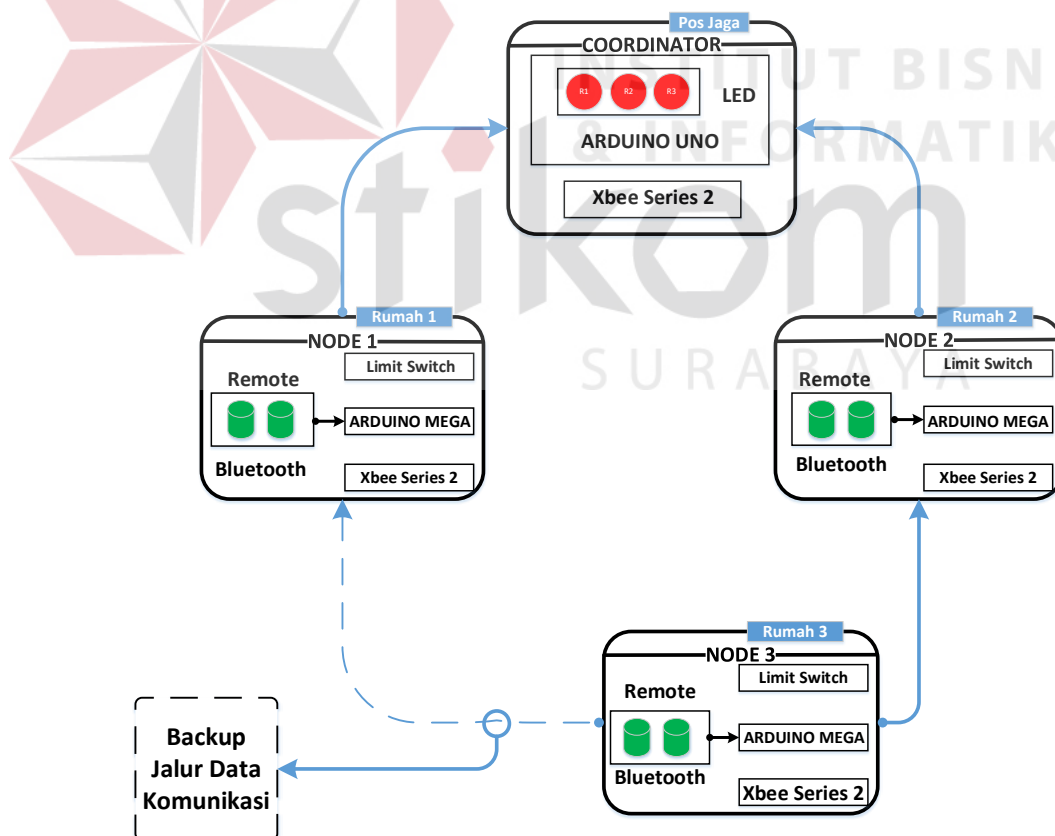 Pos Jaga
COORDINATOR
R1 R2 R3
LED
ARDUINO UNO
Xbee Series 2
INSTITUT BISN
& INFORMATIK
stikom
SURABAYA
Rumah 1
NODE 1
Limit Switch
Remote
ARDUINO MEGA
Bluetooth
Xbee Series 2
Rumah 2
NODE 2
Limit Switch
Remote
ARDUINO MEGA
Bluetooth
Xbee Series 2
Rumah 3
NODE 3
Limit Switch
Remote
ARDUINO MEGA
Bluetooth
Xbee Series 2
Backup
Jalur Data
Komunikasi